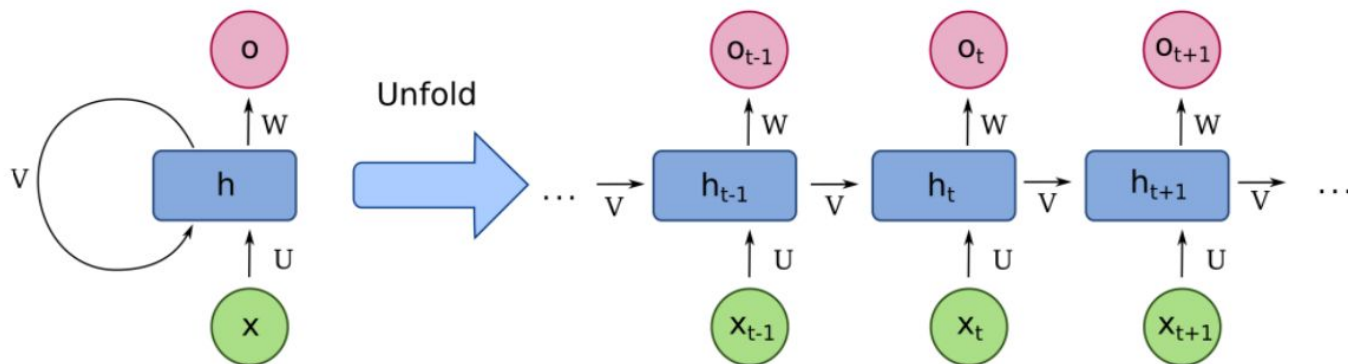 o
o_{t-1} o_t o_{t+1}
Unfold
W W W W
V h ... V h_{t-1} V h_t V h_{t+1} V ...
U U U U
x x_{t-1} x_t x_{t+1}